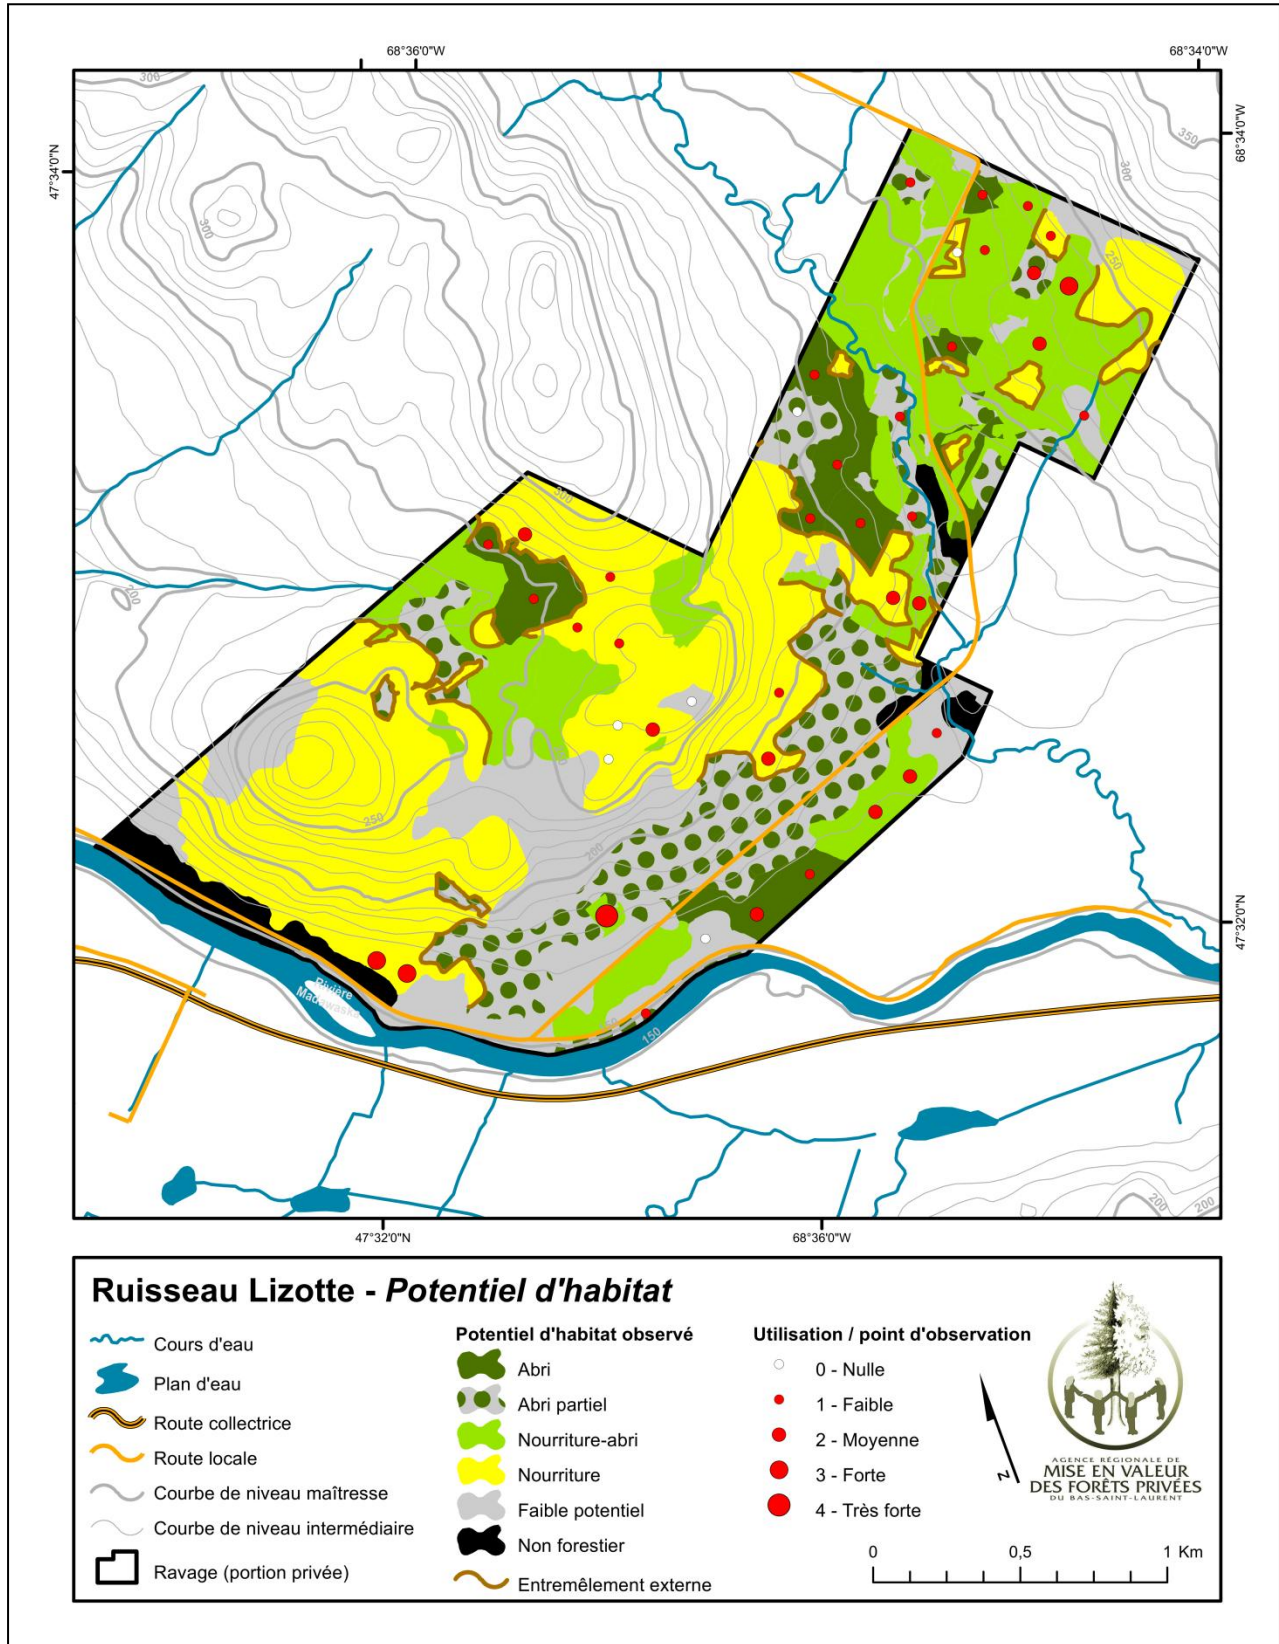 68°36'0"W
68°34'0"W
300
350
68°34'0"W
47°34'0"N
300
300
250
300
200
250
200
47°32'0"N
Rivière
Madawaska
150
200
200
47°32'0"N
68°36'0"W
Ruisseau Lizotte - Potentiel d'habitat
Cours d'eau
Plan d'eau
Route collectrice
Route locale
Courbe de niveau maîtresse
Courbe de niveau intermédiaire
Ravage (portion privée)
Potentiel d'habitat observé
Abri
Abri partiel
Nourriture-abri
Nourriture
Faible potentiel
Non forestier
Entremêlement externe
Utilisation / point d'observation
0 - Nulle
1 - Faible
2 - Moyenne
3 - Forte
4 - Très forte
N
AGENCE RÉGIONALE DE
MISE EN VALEUR
DES FORÊTS PRIVÉES
DU BAS-SAINT-LAURENT
0 0,5 1 Km